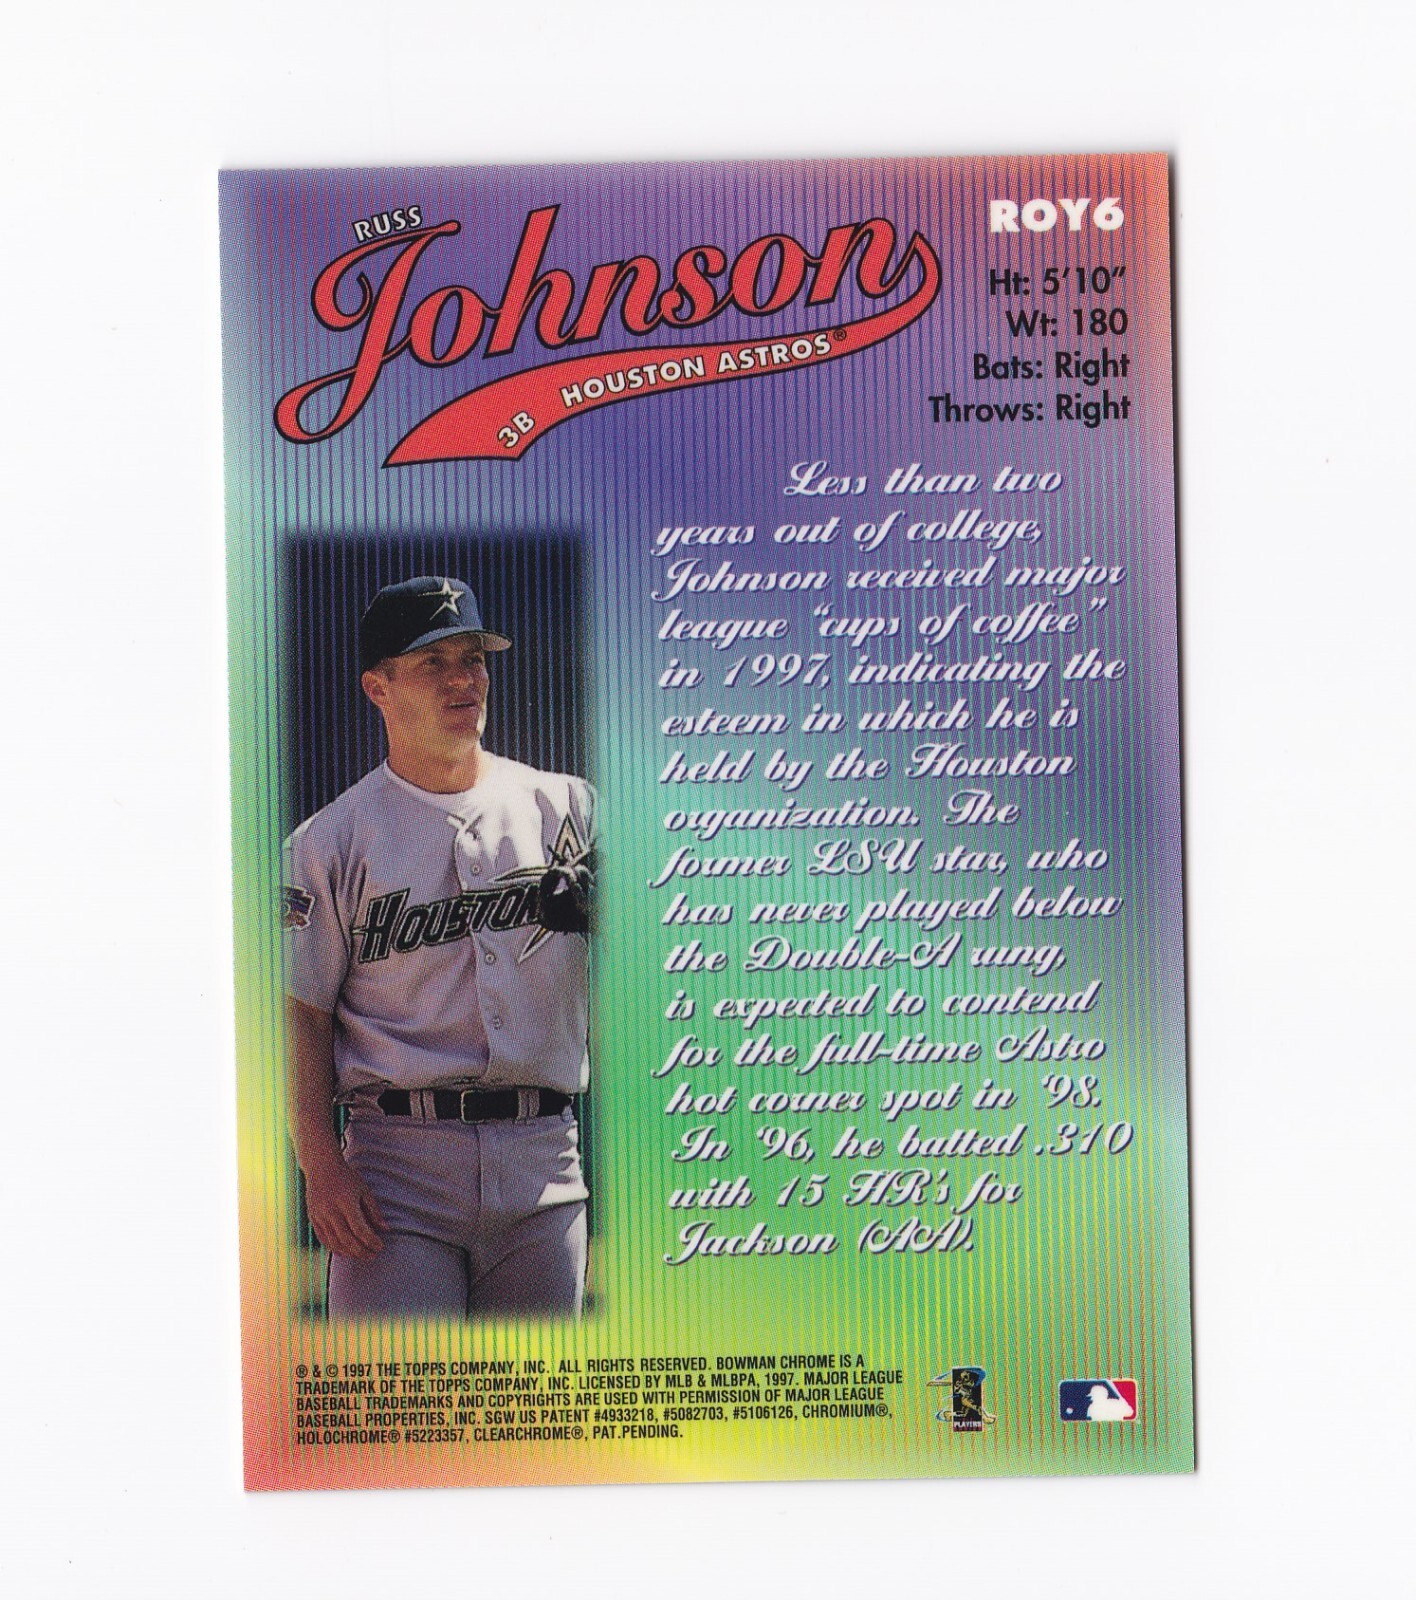 RUSS
Johnson
3B HOUSTON ASTROS®
ROY6
Ht: 5'10"
Wt: 180
Bats: Right
Throws: Right
Less than two
years out of college,
Johnson received major
league "cups of coffee"
in 1997, indicating the
esteem in which he is
held by the Houston
organization. The
former LSU star, who
has never played below
the Double-A rung,
is expected to contend
for the full-time Astro
hot corner spot in '98.
In '96, he batted .310
with 15 HR's for
Jackson (AA).
HOUSTON
® & © 1997 THE TOPPS COMPANY, INC. ALL RIGHTS RESERVED. BOWMAN CHROME IS A
TRADEMARK OF THE TOPPS COMPANY, INC. LICENSED BY MLB & MLBPA, 1997. MAJOR LEAGUE
BASEBALL TRADEMARKS AND COPYRIGHTS ARE USED WITH PERMISSION OF MAJOR LEAGUE
BASEBALL PROPERTIES, INC. SGW US PATENT #4933218, #5082703, #5106126, CHROMIUM®,
HOLOCHROME® #5223357, CLEARCHROME®, PAT.PENDING.
PLAYERS